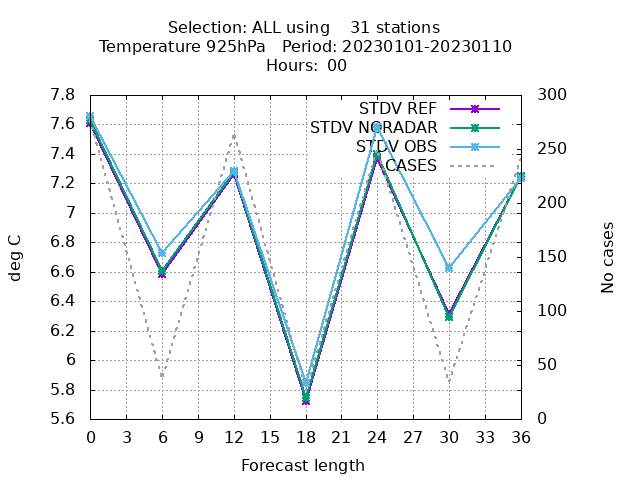 Selection: ALL using    31 stations
Temperature 925hPa   Period: 20230101-20230110
Hours:  00
7.8
7.6
7.4
7.2
7
6.8
6.6
6.4
6.2
6
5.8
5.6
deg C
STDV REF
STDV NORADAR
STDV OBS
CASES
300
250
200
150
100
50
0
No cases
0 3 6 9 12 15 18 21 24 27 30 33 36
Forecast length